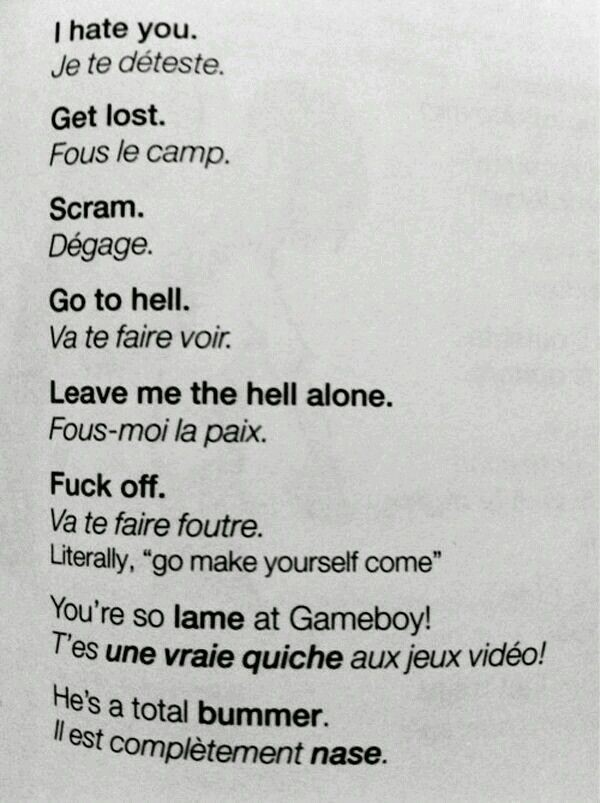 I hate you.
Je te déteste.
Get lost.
Fous le camp.
Scram.
Dégage.
Go to hell.
Va te faire voir.
Leave me the hell alone.
Fous-moi la paix.
Fuck off.
Va te faire foutre.
Literally, “go make yourself come”
You're so lame at Gameboy!
T'es une vraie quiche aux jeux vidéo!
He's a total bummer.
Il est complètement nase.